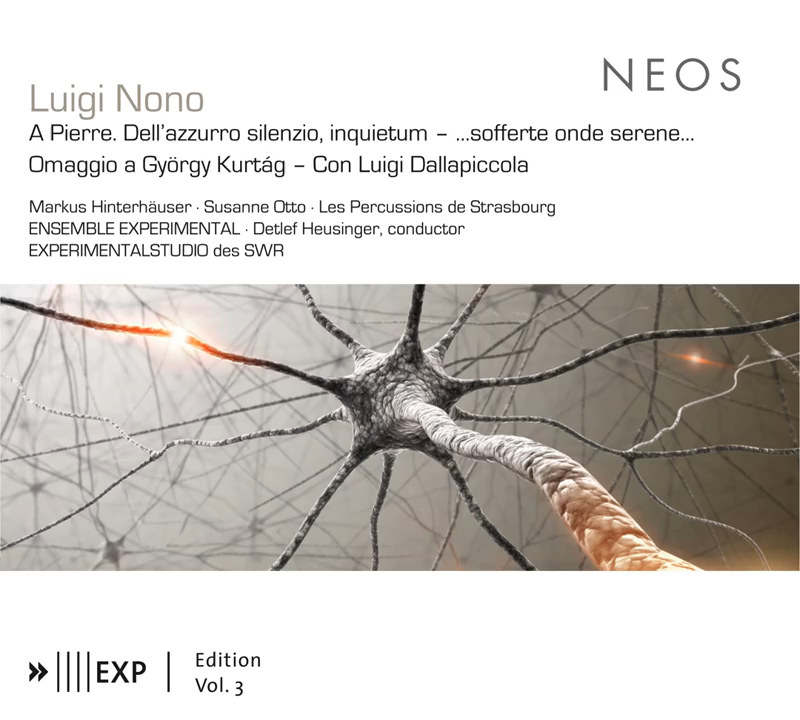 NEOS
Luigi Nono
A Pierre. Dell'azzurro silenzio, inquietum – ...sofferte onde serene...
Omaggio a György Kurtág – Con Luigi Dallapiccola
Markus Hinterhäuser · Susanne Otto · Les Percussions de Strasbourg
ENSEMBLE EXPERIMENTAL · Detlef Heusinger, conductor
EXPERIMENTALSTUDIO des SWR
EXP
Edition
Vol. 3